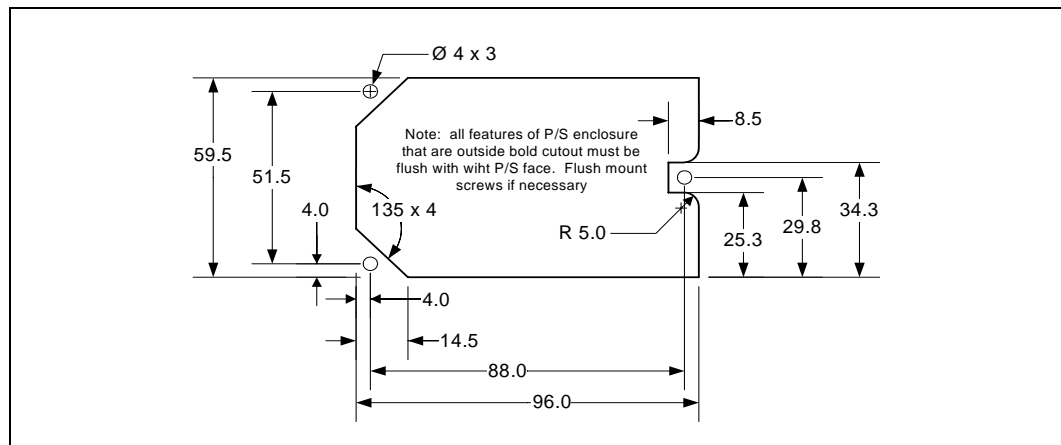 Ø 4 x 3
8.5
Note: all features of P/S enclosure
that are outside bold cutout must be
flush with wiht P/S face. Flush mount
screws if necessary
59.5
51.5
34.3
4.0
135 x 4
R 5.0
29.8
25.3
4.0
14.5
88.0
96.0